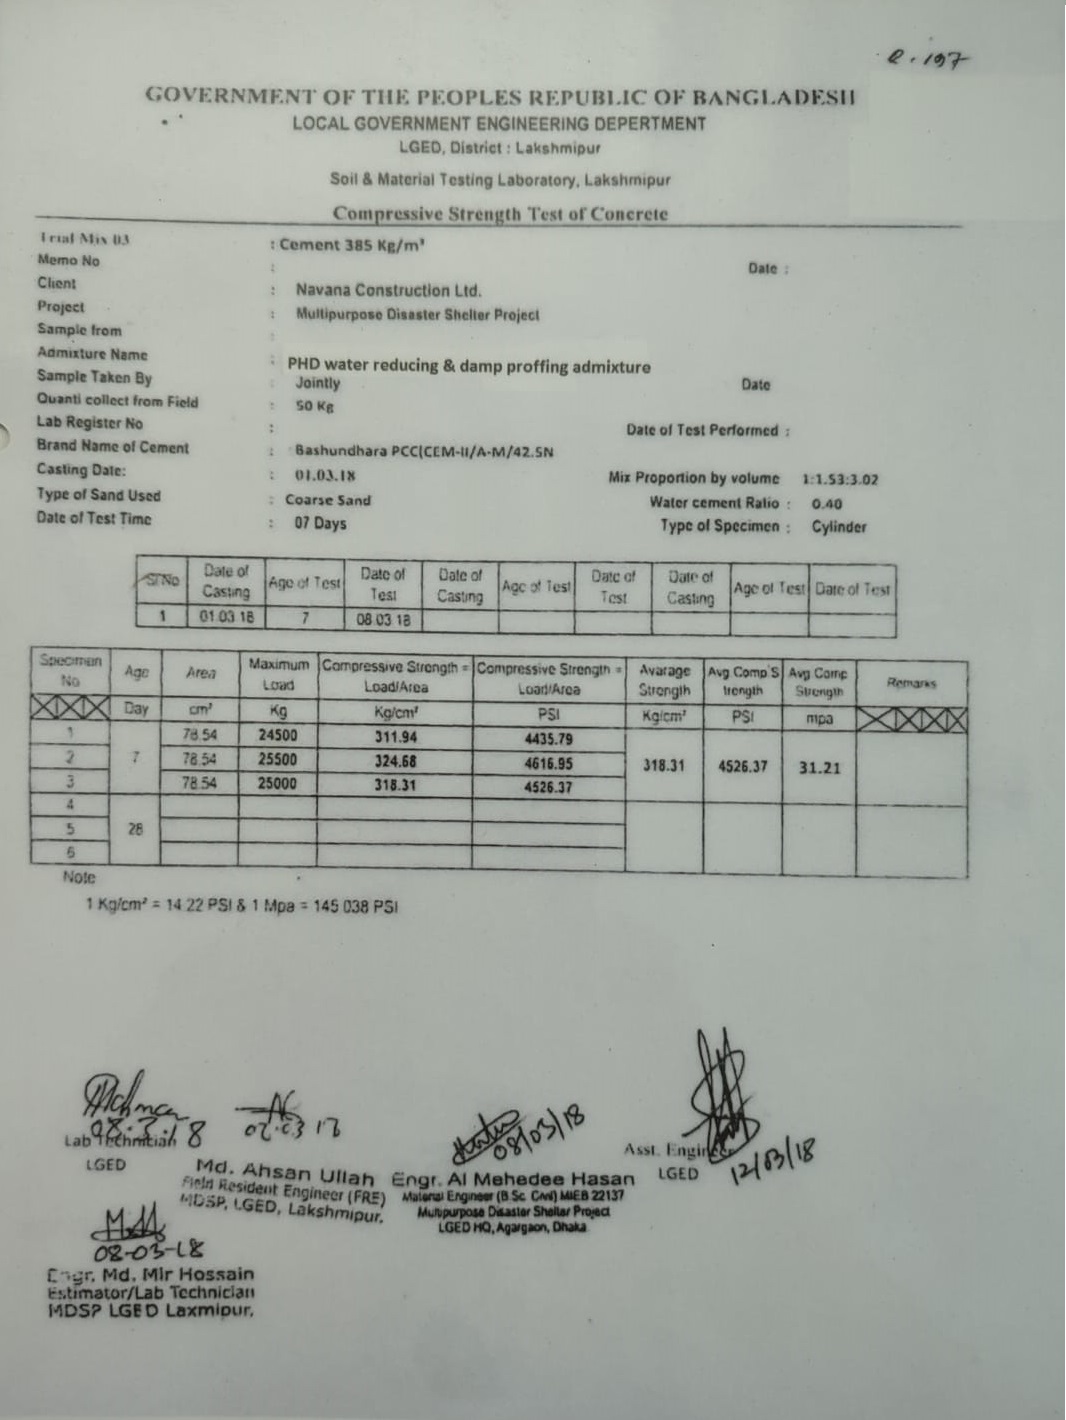 R.197
GOVERNMENT OF THE PEOPLES REPUBLIC OF BANGLADESH
LOCAL GOVERNMENT ENGINEERING DEPERTMENT
LGED, District : Lakshmipur
Soil & Material Testing Laboratory, Lakshmipur
Compressive Strength Test of Concrete
Trial Mix 03 : Cement 385 Kg/m³
Memo No : Date :
Client : Navana Construction Ltd.
Project : Multipurpose Disaster Shelter Project
Sample from :
Admixture Name : PHD water reducing & damp proffing admixture
Sample Taken By : Jointly Date
Quanti collect from Field : 50 Kg
Lab Register No : Date of Test Performed :
Brand Name of Cement : Bashundhara PCC(CEM-II/A-M/42.5N
Casting Date: : 01.03.18 Mix Proportion by volume 1:1.53:3.02
Type of Sand Used : Coarse Sand Water cement Ratio : 0.40
Date of Test Time : 07 Days Type of Specimen : Cylinder
Sl No Date of Casting Age of Test Date of Test Date of Casting Age of Test Date of Test Date of Casting Age of Test Date of Test
1 01 03 18 7 08 03 18
Specimen No Age Area Maximum Load Compressive Strength = Load/Area Compressive Strength = Load/Area Avarage Strength Avg Comp'S trength Avg Comp Strength Remarks
Day cm² Kg Kg/cm² PSI Kg/cm² PSI mpa
1 78.54 24500 311.94 4435.79
2 7 78.54 25500 324.68 4616.95 318.31 4526.37 31.21
3 78.54 25000 318.31 4526.37
4
5 28
6
Note
1 Kg/cm² = 14 22 PSI & 1 Mpa = 145 038 PSI
08.3.18
Lab Technician
LGED
Md. Ahsan Ullah
Field Resident Engineer (FRE)
MDSP, LGED, Lakshmipur.
08/03/18
Engr. Al Mehedee Hasan
Material Engineer (B Sc. Civil) MIEB 22137
Multipurpose Disaster Shelter Project
LGED HQ, Agargaon, Dhaka
Asst. Engineer
LGED
12/03/18
08-03-18
Engr. Md. Mir Hossain
Estimator/Lab Technician
MDSP LGED Laxmipur.